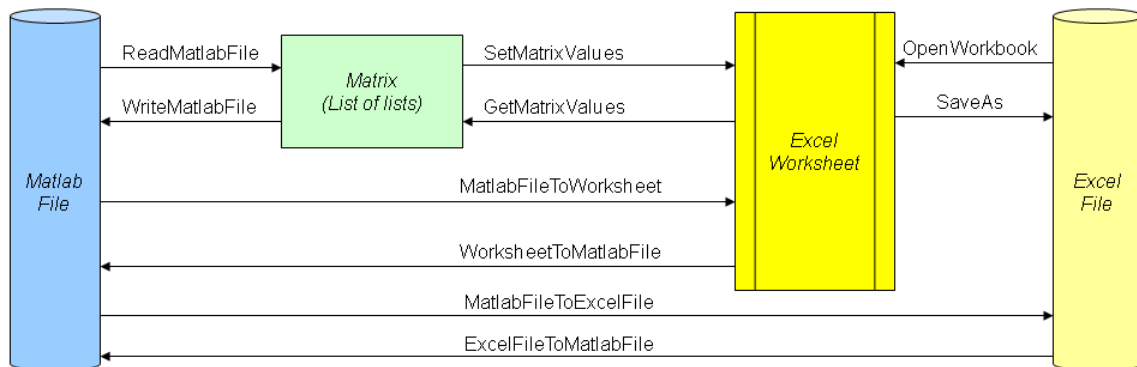 ReadMatlabFile
SetMatrixValues
OpenWorkbook
Matrix
(List of lists)
WriteMatlabFile
GetMatrixValues
SaveAs
Excel
Worksheet
Matlab
File
MatlabFileToWorksheet
Excel
File
WorksheetToMatlabFile
MatlabFileToExcelFile
ExcelFileToMatlabFile